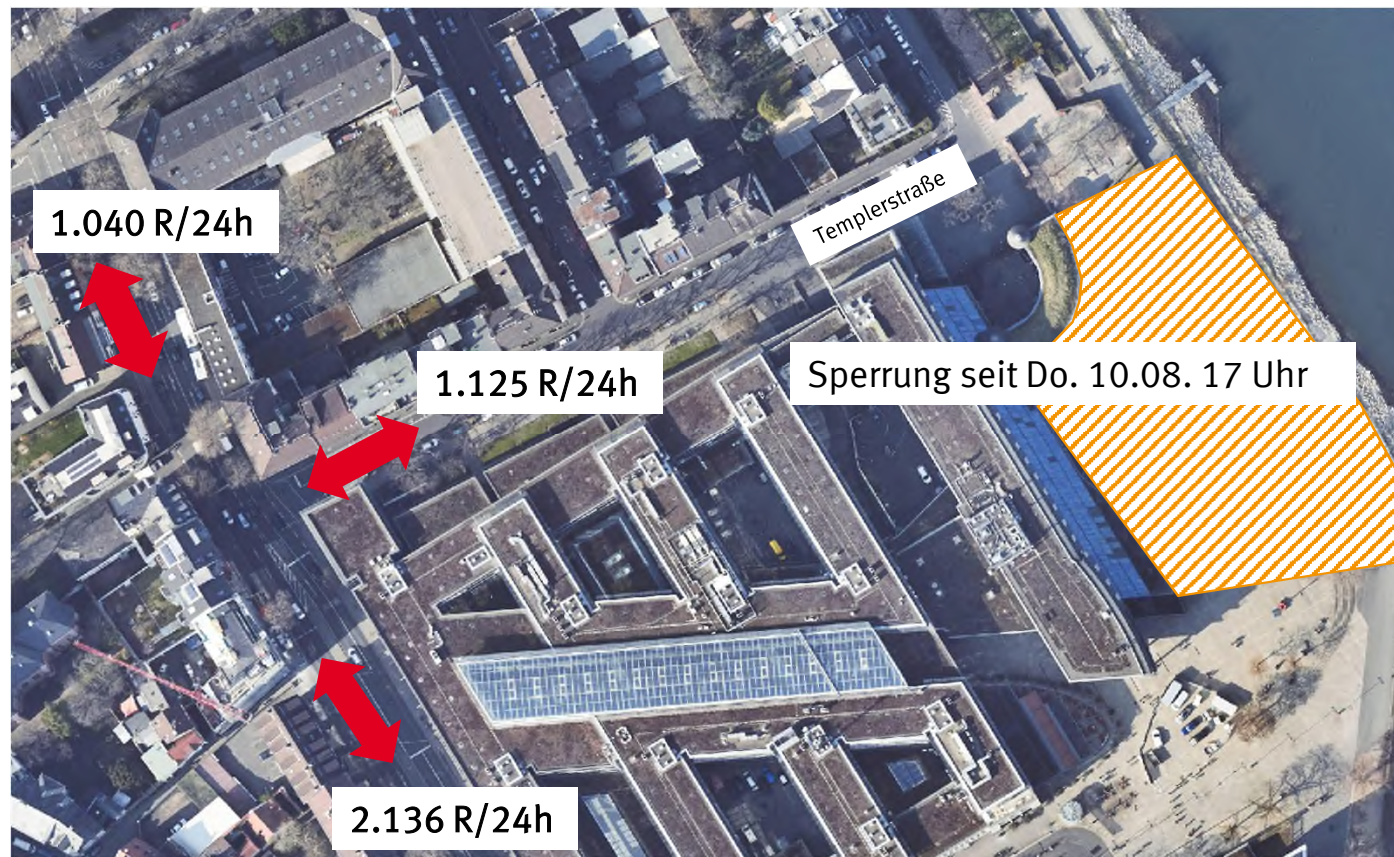 Templerstraße
1.040 R/24h
1.125 R/24h
Sperrung seit Do. 10.08. 17 Uhr
2.136 R/24h